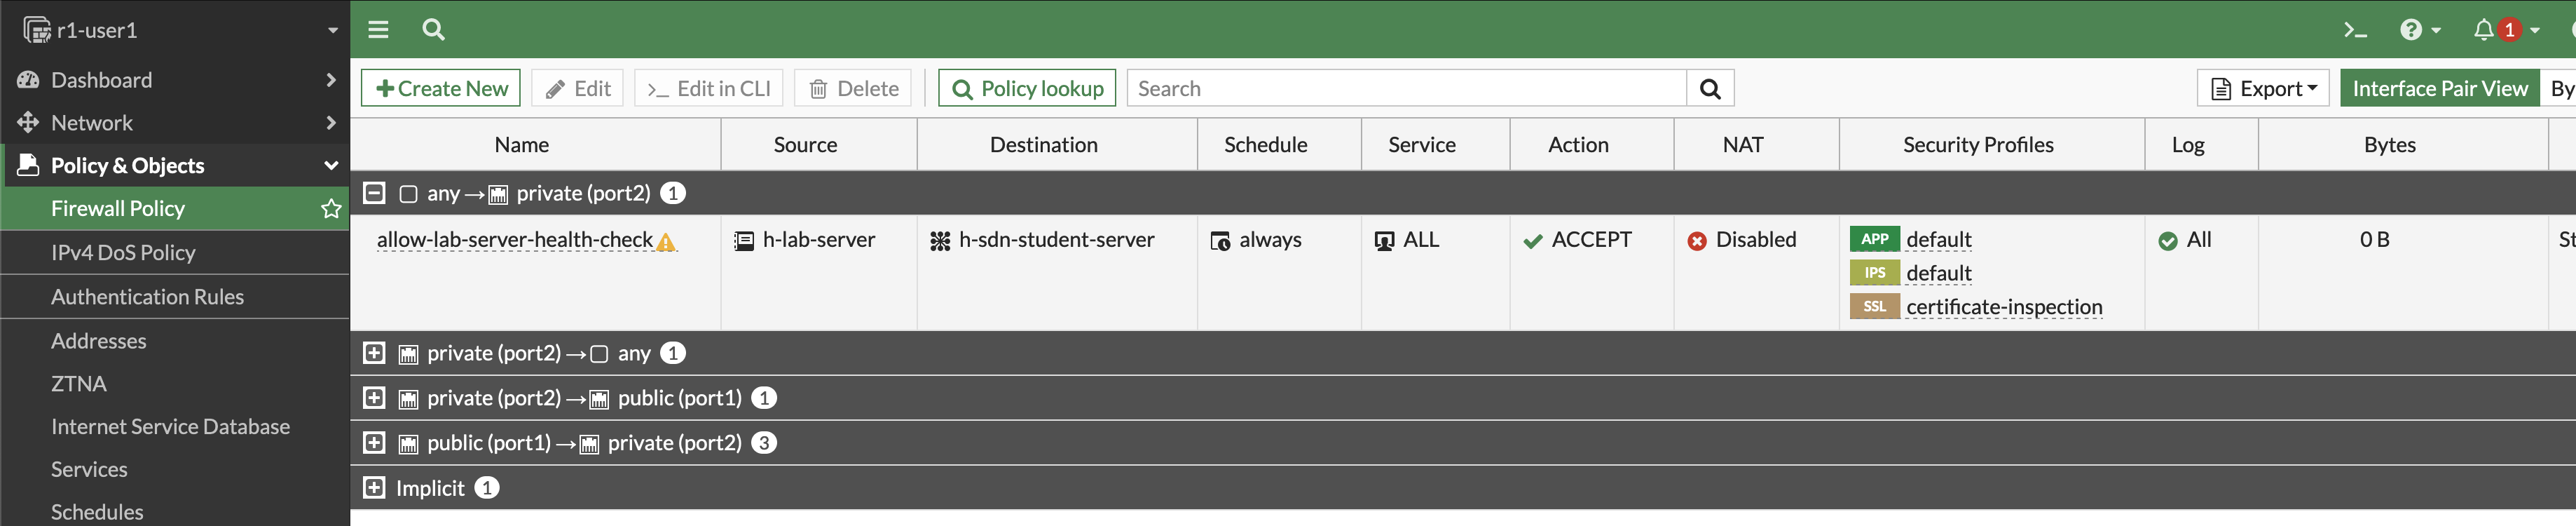 r1-user1
Dashboard
Network
Policy & Objects
Firewall Policy
IPv4 DoS Policy
Authentication Rules
Addresses
ZTNA
Internet Service Database
Services
Schedules
1
Create New Edit Edit in CLI Delete Policy lookup Search Export Interface Pair View By
Name Source Destination Schedule Service Action NAT Security Profiles Log Bytes
any → private (port2) 1
allow-lab-server-health-check h-lab-server h-sdn-student-server always ALL ACCEPT Disabled APP default All 0 B St
IPS default
SSL certificate-inspection
private (port2) → any 1
private (port2) → public (port1) 1
public (port1) → private (port2) 3
Implicit 1